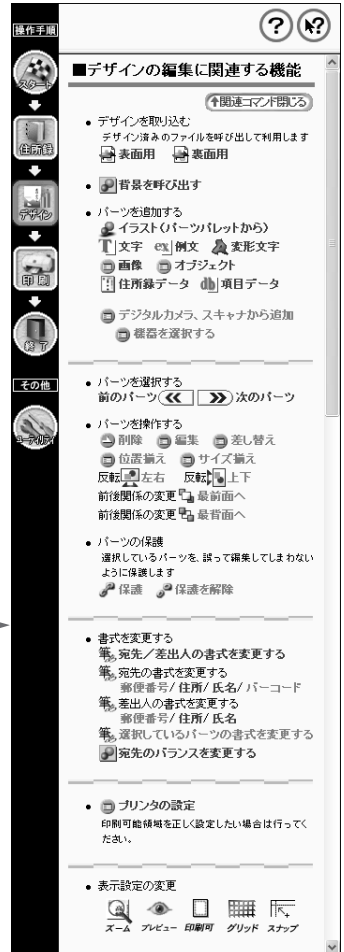 操作手順
スタート
住所録
デザイン
印刷
終了
その他
ユーティリティ
?
?
■デザインの編集に関連する機能
↑関連コマンド閉じる
• デザインを取り込む
デザイン済みのファイルを呼び出して利用します
表面用 裏面用
• 背景を呼び出す
• パーツを追加する
イラスト(パーツパレットから)
T 文字 ex 例文 変形文字
画像 オブジェクト
住所録データ db 項目データ
デジタルカメラ、スキャナから追加
機器を選択する
• パーツを選択する
前のパーツ 次のパーツ
• パーツを操作する
削除 編集 差し替え
位置揃え サイズ揃え
反転 左右 反転 上下
前後関係の変更 最前面へ
前後関係の変更 最背面へ
• パーツの保護
選択しているパーツを、誤って編集してしまわない
ように保護します
保護 保護を解除
• 書式を変更する
筆 宛先/差出人の書式を変更する
筆 宛先の書式を変更する
郵便番号/ 住所/ 氏名/ バーコード
筆 差出人の書式を変更する
郵便番号/ 住所/ 氏名
筆 選択しているパーツの書式を変更する
宛先のバランスを変更する
• プリンタの設定
印刷可能領域を正しく設定したい場合は行ってく
ださい。
• 表示設定の変更
ズーム プレビュー 印刷可 グリッド スナップ